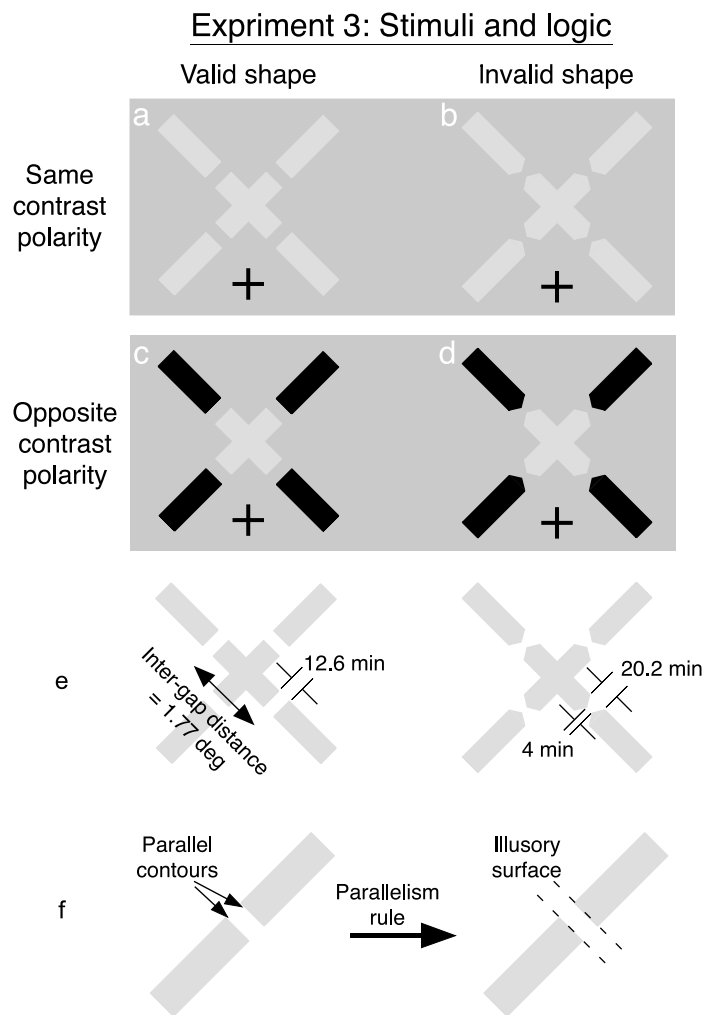 Expriment 3: Stimuli and logic
Valid shape
Invalid shape
a
b
Same
contrast
polarity
c
d
Opposite
contrast
polarity
e
Inter-gap distance
= 1.77 deg
12.6 min
20.2 min
4 min
f
Parallel
contours
Parallelism
rule
Illusory
surface